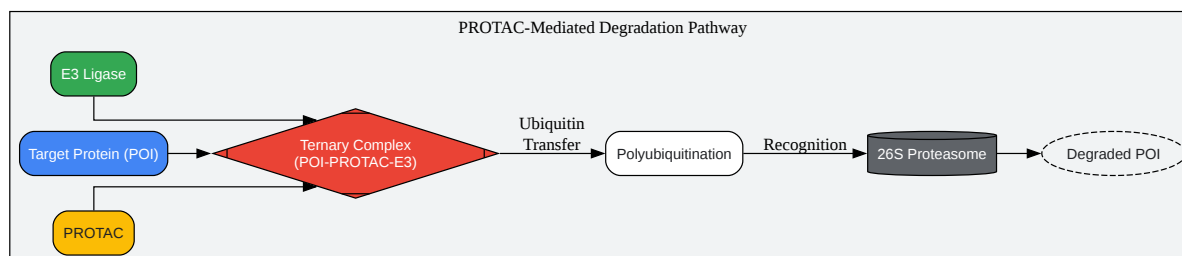 PROTAC-Mediated Degradation Pathway
E3 Ligase
Target Protein (POI)
PROTAC
Ternary Complex
(POI-PROTAC-E3)
Ubiquitin
Transfer
Polyubiquitination
Recognition
26S Proteasome
Degraded POI